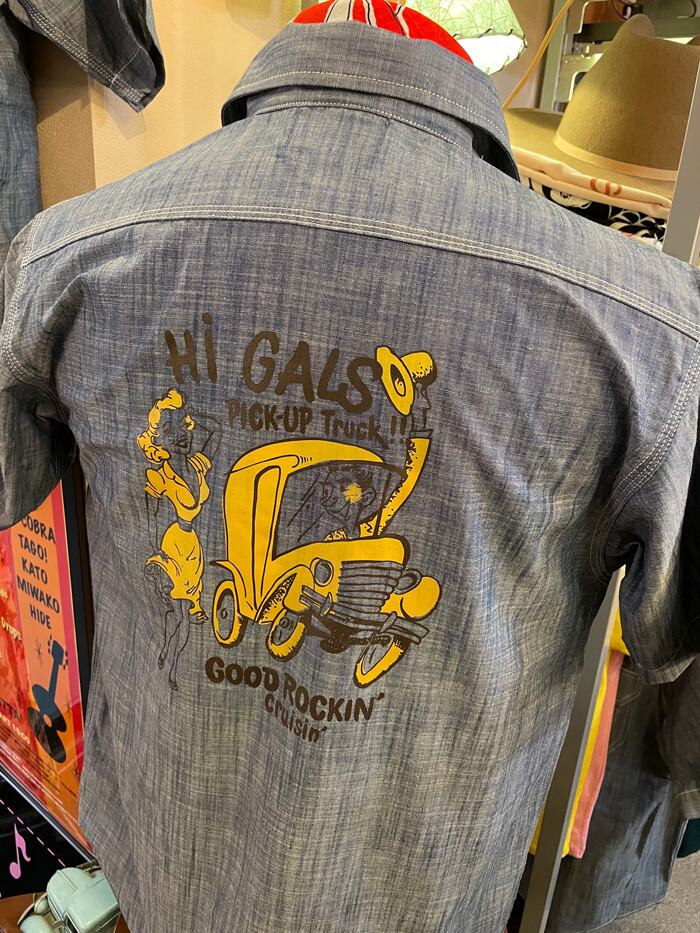 Hi GALS
PICK-UP Truck!!
GOOD ROCKIN'
cruisin'
COBRA
TAGO!
KATO
MIWAKO
HIDE